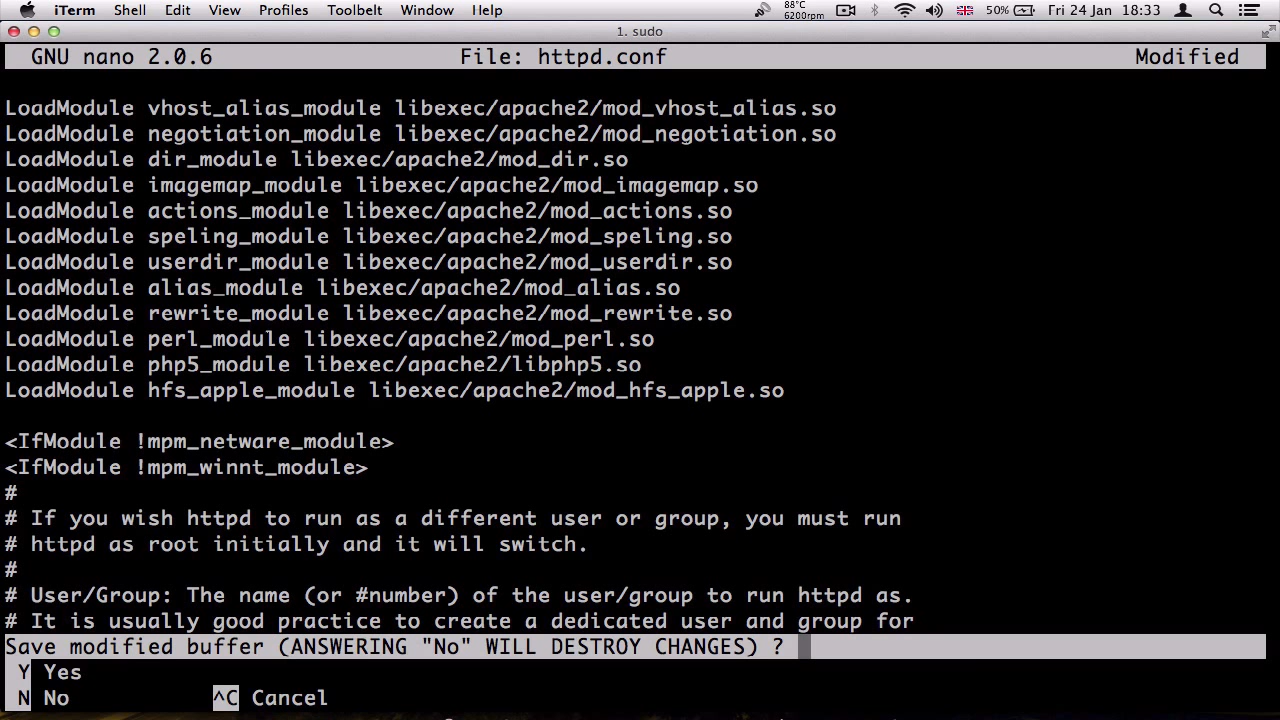 iTerm Shell Edit View Profiles Toolbelt Window Help 88°C 6200rpm 50% Fri 24 Jan 18:33
1. sudo
GNU nano 2.0.6 File: httpd.conf Modified
LoadModule vhost_alias_module libexec/apache2/mod_vhost_alias.so
LoadModule negotiation_module libexec/apache2/mod_negotiation.so
LoadModule dir_module libexec/apache2/mod_dir.so
LoadModule imagemap_module libexec/apache2/mod_imagemap.so
LoadModule actions_module libexec/apache2/mod_actions.so
LoadModule speling_module libexec/apache2/mod_speling.so
LoadModule userdir_module libexec/apache2/mod_userdir.so
LoadModule alias_module libexec/apache2/mod_alias.so
LoadModule rewrite_module libexec/apache2/mod_rewrite.so
LoadModule perl_module libexec/apache2/mod_perl.so
LoadModule php5_module libexec/apache2/libphp5.so
LoadModule hfs_apple_module libexec/apache2/mod_hfs_apple.so
<IfModule !mpm_netware_module>
<IfModule !mpm_winnt_module>
#
# If you wish httpd to run as a different user or group, you must run
# httpd as root initially and it will switch.
#
# User/Group: The name (or #number) of the user/group to run httpd as.
# It is usually good practice to create a dedicated user and group for
Save modified buffer (ANSWERING "No" WILL DESTROY CHANGES) ?
Y Yes
N No ^C Cancel